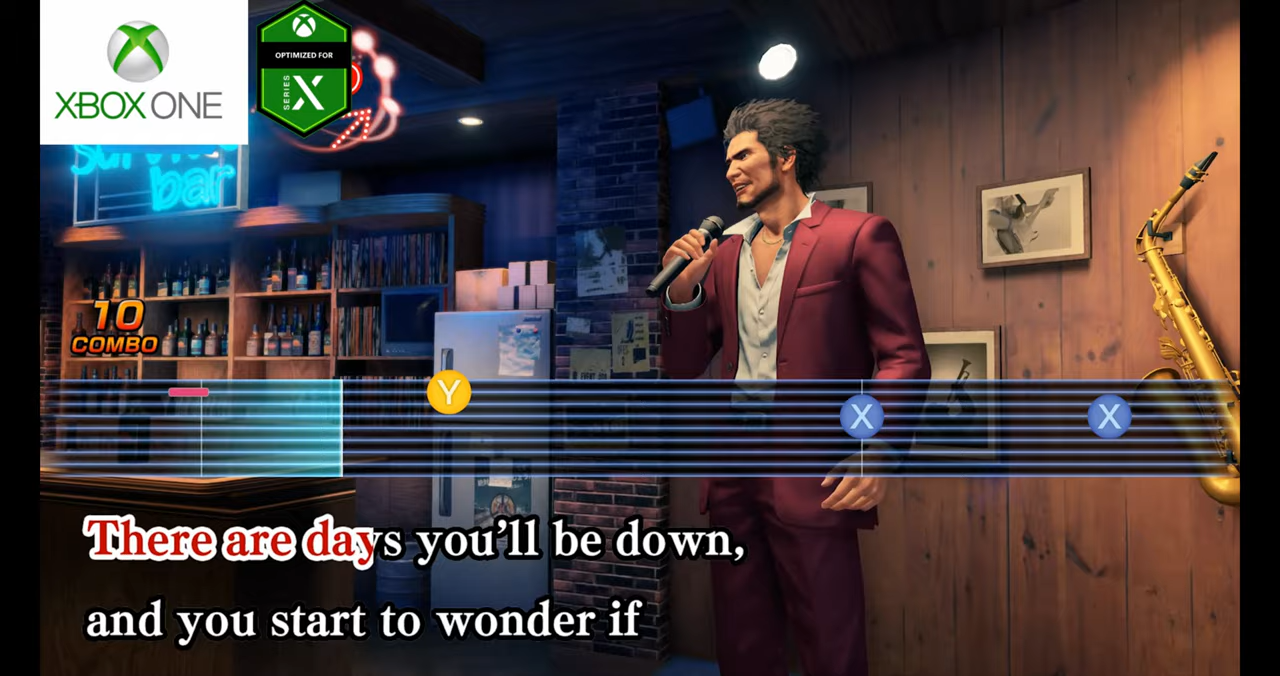 XBOX ONE
OPTIMIZED FOR
SERIES X
bar
10
COMBO
Y
X
X
There are days you’ll be down,
and you start to wonder if